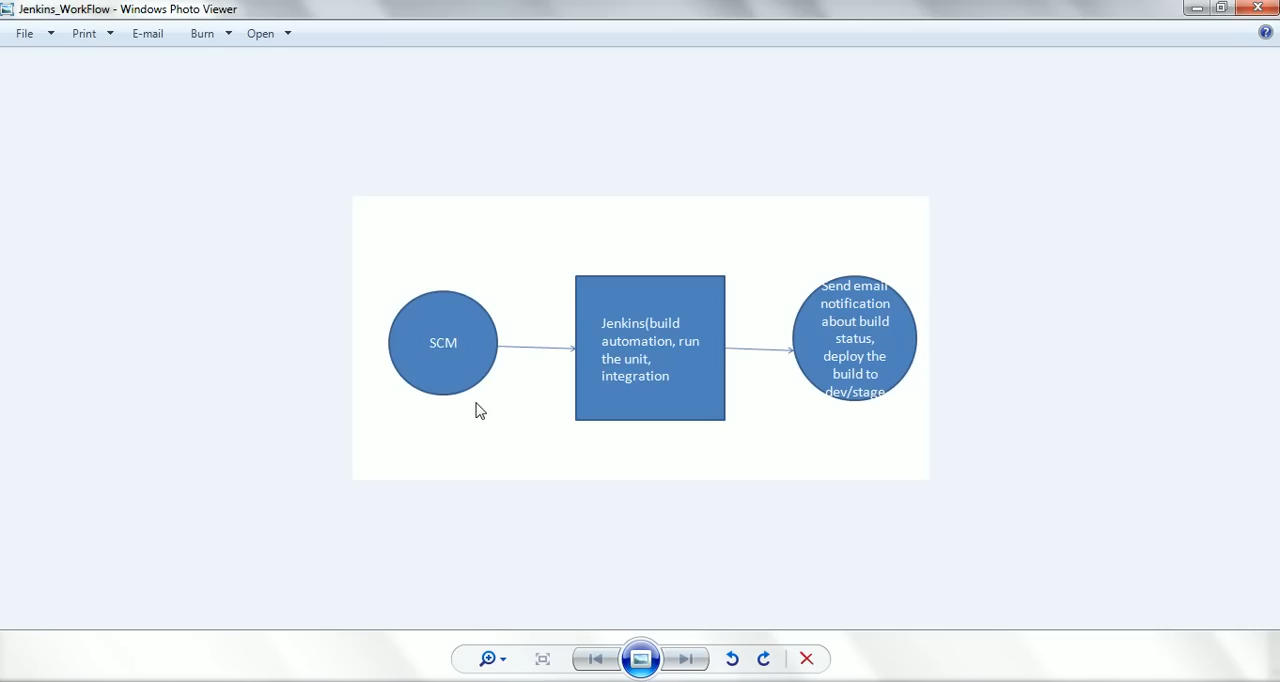 Jenkins_WorkFlow - Windows Photo Viewer
File Print E-mail Burn Open
SCM
Jenkins(build
automation, run
the unit,
integration
Send email
notification
about build
status,
deploy the
build to
dev/stage